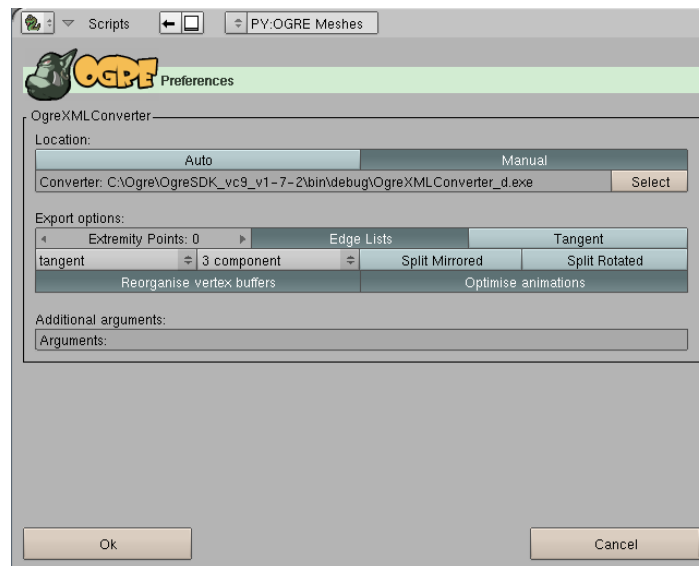 Scripts PY:OGRE Meshes
OGRE Preferences
OgreXMLConverter
Location:
Auto Manual
Converter: C:\Ogre\OgreSDK_vc9_v1-7-2\bin\debug\OgreXMLConverter_d.exe Select
Export options:
Extremity Points: 0 Edge Lists Tangent
tangent 3 component Split Mirrored Split Rotated
Reorganise vertex buffers Optimise animations
Additional arguments:
Arguments:
Ok Cancel